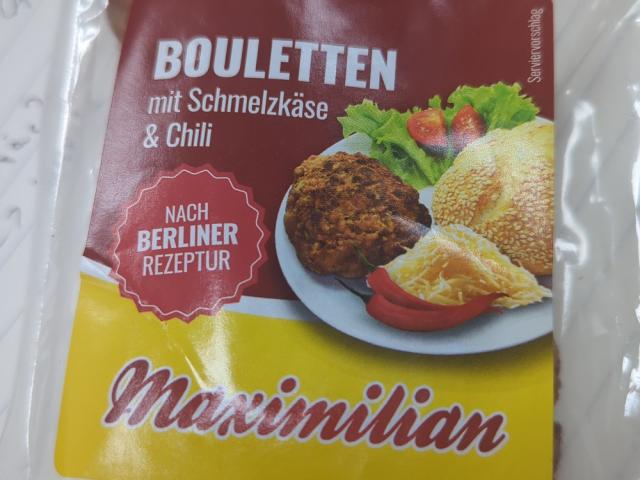 BOULETTEN
mit Schmelzkäse
& Chili
Serviervorschlag
NACH
BERLINER
REZEPTUR
Maximilian